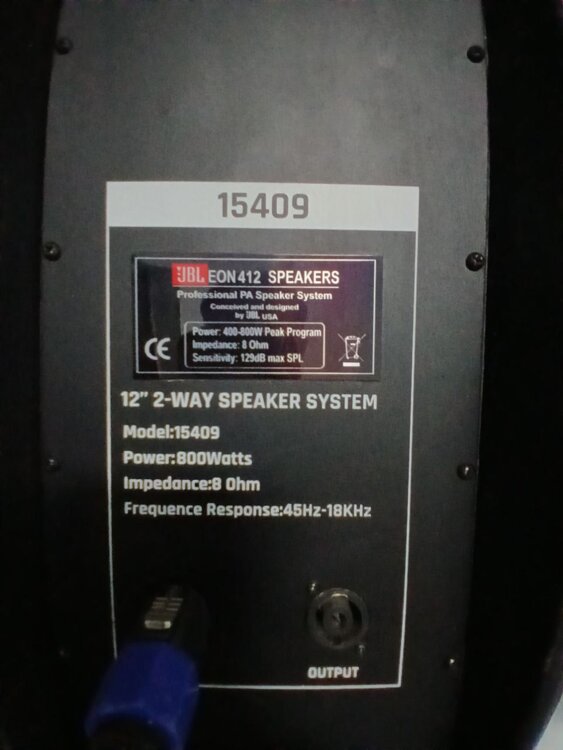 15409
JBL EON 412 SPEAKERS
Professional PA Speaker System
Conceived and designed
by JBL USA
Power: 400-800W Peak Program
Impedance: 8 Ohm
Sensitivity: 129dB max SPL
CE
12” 2-WAY SPEAKER SYSTEM
Model:15409
Power:800Watts
Impedance:8 Ohm
Frequence Response:45Hz-18KHz
OUTPUT